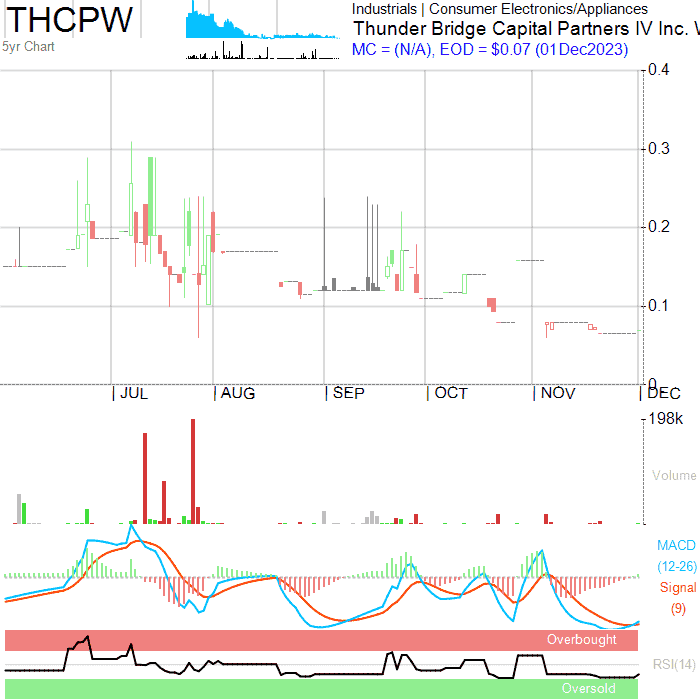 THCPW
5yr Chart
Industrials | Consumer Electronics/Appliances
Thunder Bridge Capital Partners IV Inc. W
MC = (N/A), EOD = $0.07 (01Dec2023)
0.4
0.3
0.2
0.1
0
JUL AUG SEP OCT NOV DEC
198k
Volume
MACD
(12-26)
Signal
(9)
Overbought
RSI(14)
Oversold